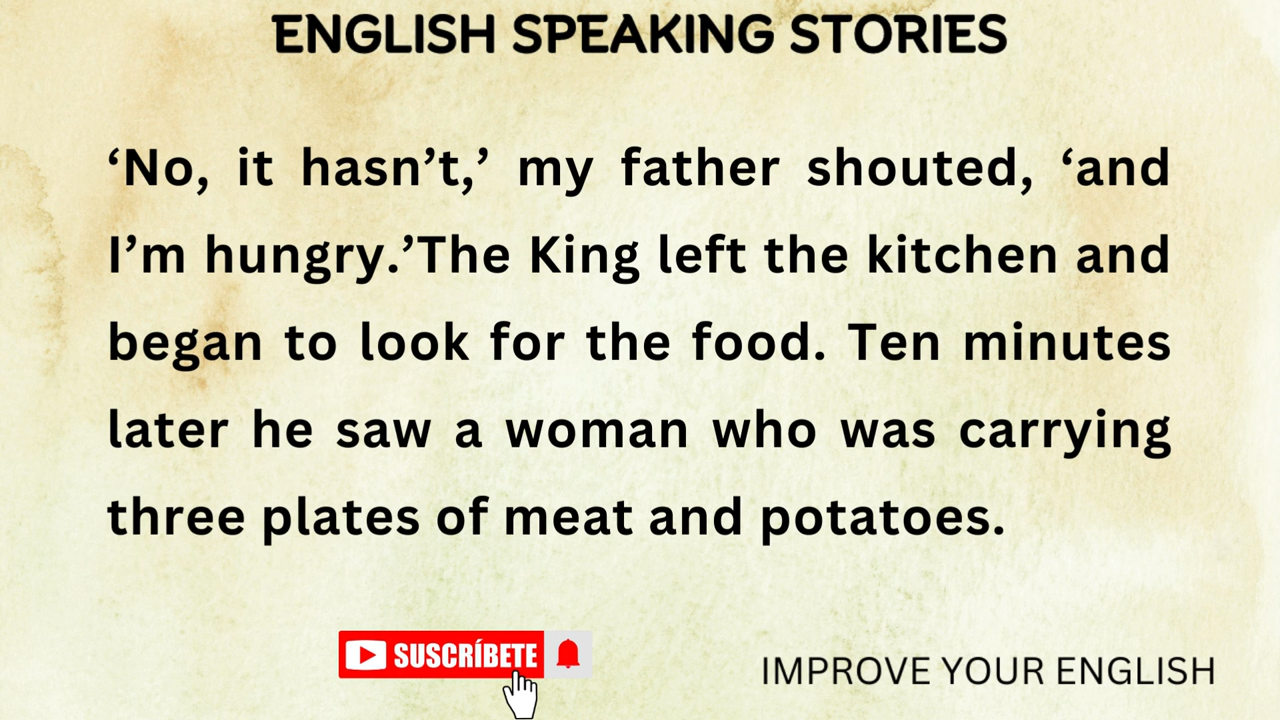 ENGLISH SPEAKING STORIES
‘No, it hasn’t,’ my father shouted, ‘and
I’m hungry.’The King left the kitchen and
began to look for the food. Ten minutes
later he saw a woman who was carrying
three plates of meat and potatoes.
SUSCRÍBETE
IMPROVE YOUR ENGLISH